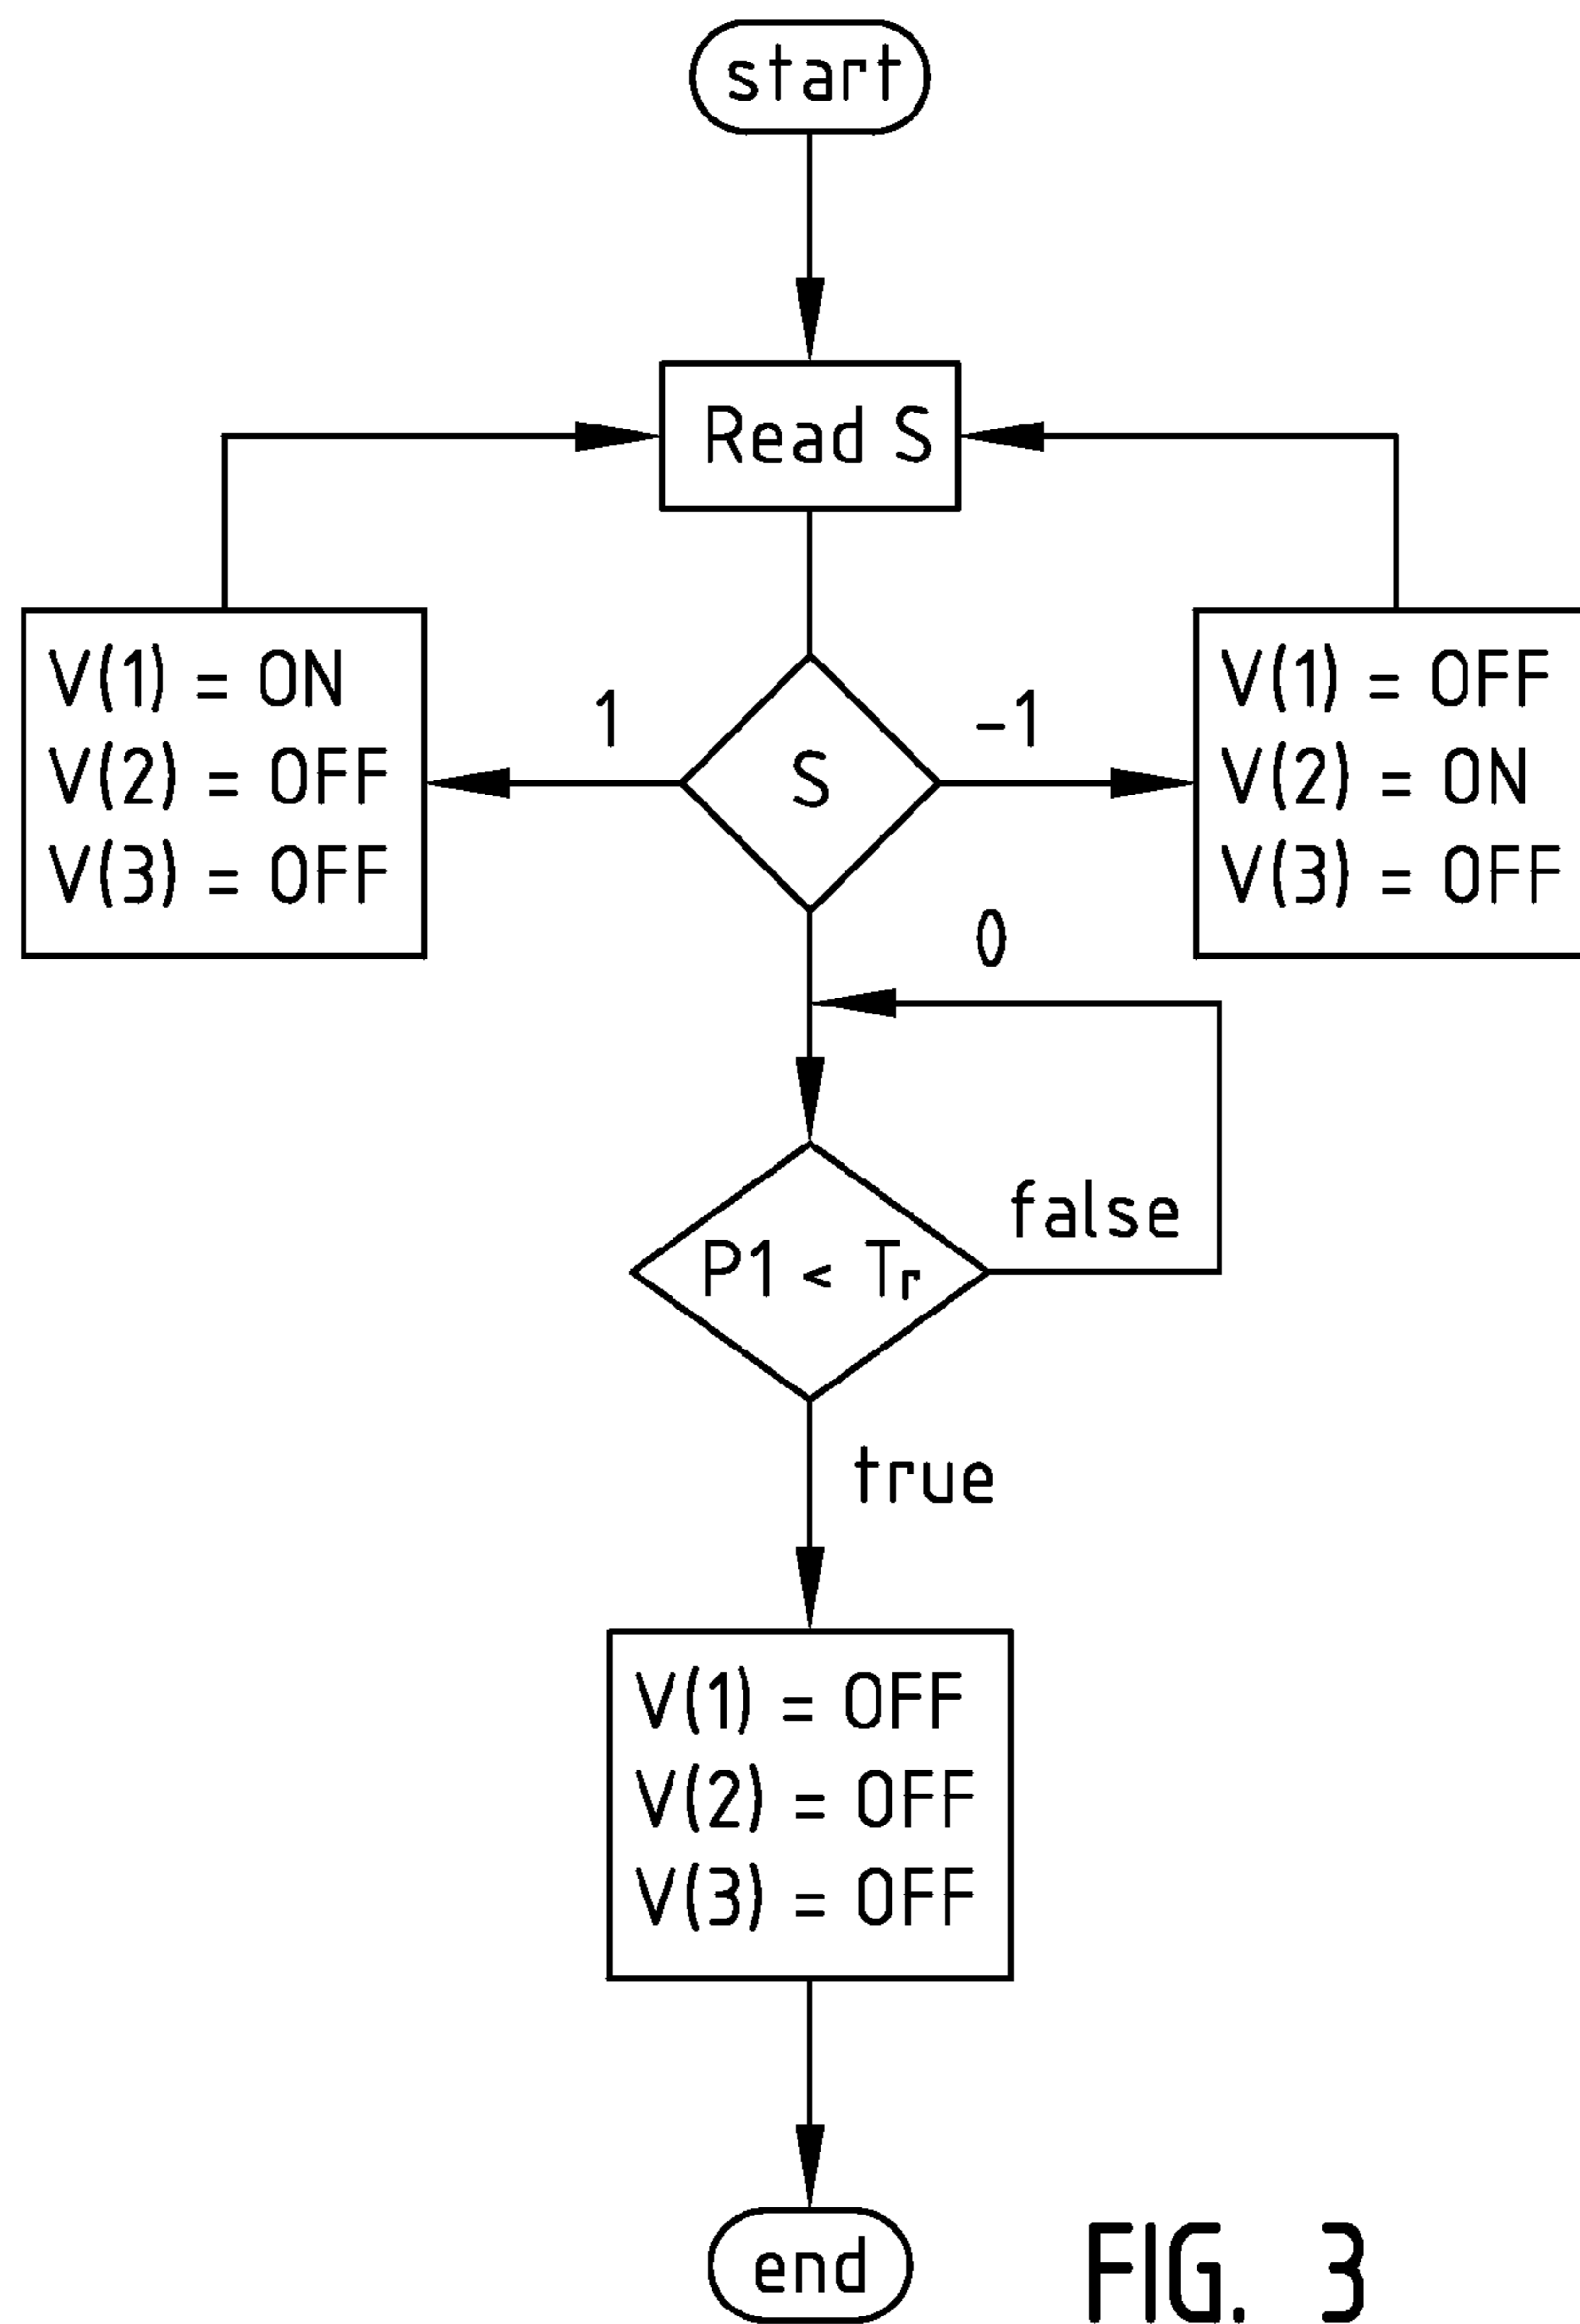 start
Read S
V(1) = ON
V(2) = OFF
V(3) = OFF
1
S
-1
V(1) = OFF
V(2) = ON
V(3) = OFF
0
P1 < Tr
false
true
V(1) = OFF
V(2) = OFF
V(3) = OFF
end
FIG. 3